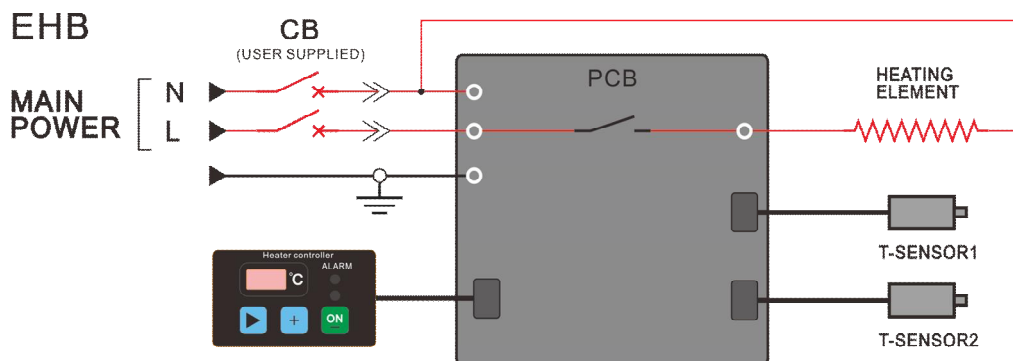 EHB
CB
(USER SUPPLIED)
MAIN
POWER
N
L
PCB
HEATING
ELEMENT
Heater controller
ALARM
°C
+
ON
T-SENSOR1
T-SENSOR2